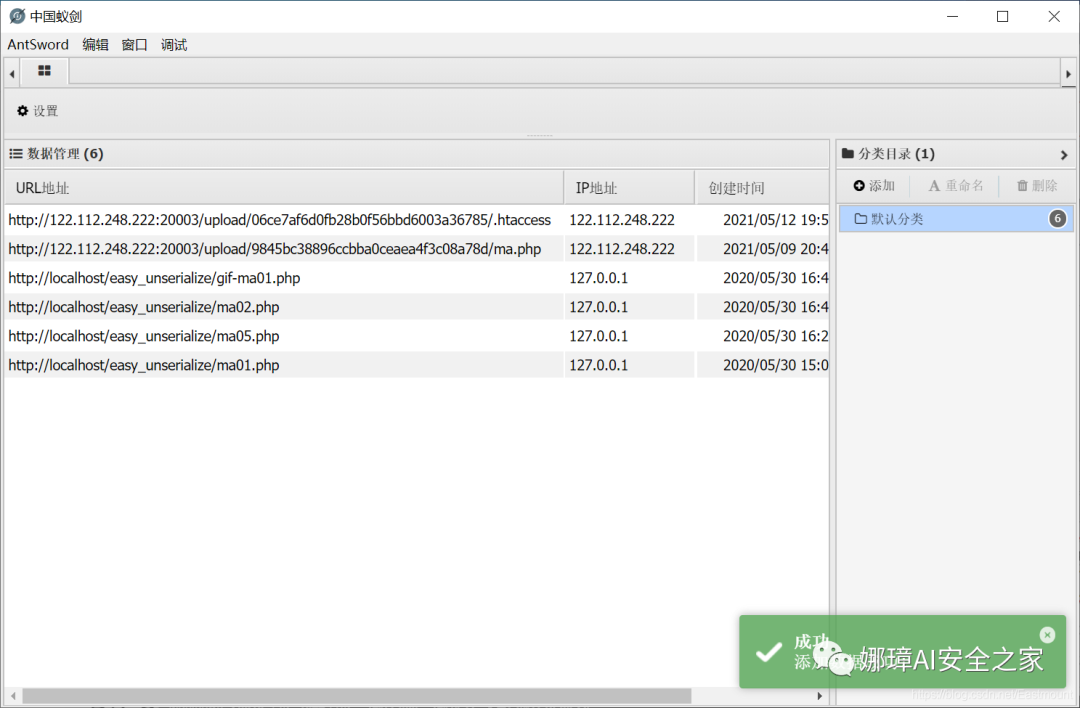 中国蚁剑
AntSword 编辑 窗口 调试
设置
数据管理 (6)
URL地址 IP地址 创建时间
http://122.112.248.222:20003/upload/06ce7af6d0fb28b0f56bbd6003a36785/.htaccess 122.112.248.222 2021/05/12 19:5
http://122.112.248.222:20003/upload/9845bc38896ccbba0ceaea4f3c08a78d/ma.php 122.112.248.222 2021/05/09 20:4
http://localhost/easy_unserialize/gif-ma01.php 127.0.0.1 2020/05/30 16:4
http://localhost/easy_unserialize/ma02.php 127.0.0.1 2020/05/30 16:4
http://localhost/easy_unserialize/ma05.php 127.0.0.1 2020/05/30 16:2
http://localhost/easy_unserialize/ma01.php 127.0.0.1 2020/05/30 15:0
分类目录 (1)
添加 重命名 删除
默认分类 6
成功
添加
娜璋AI安全之家